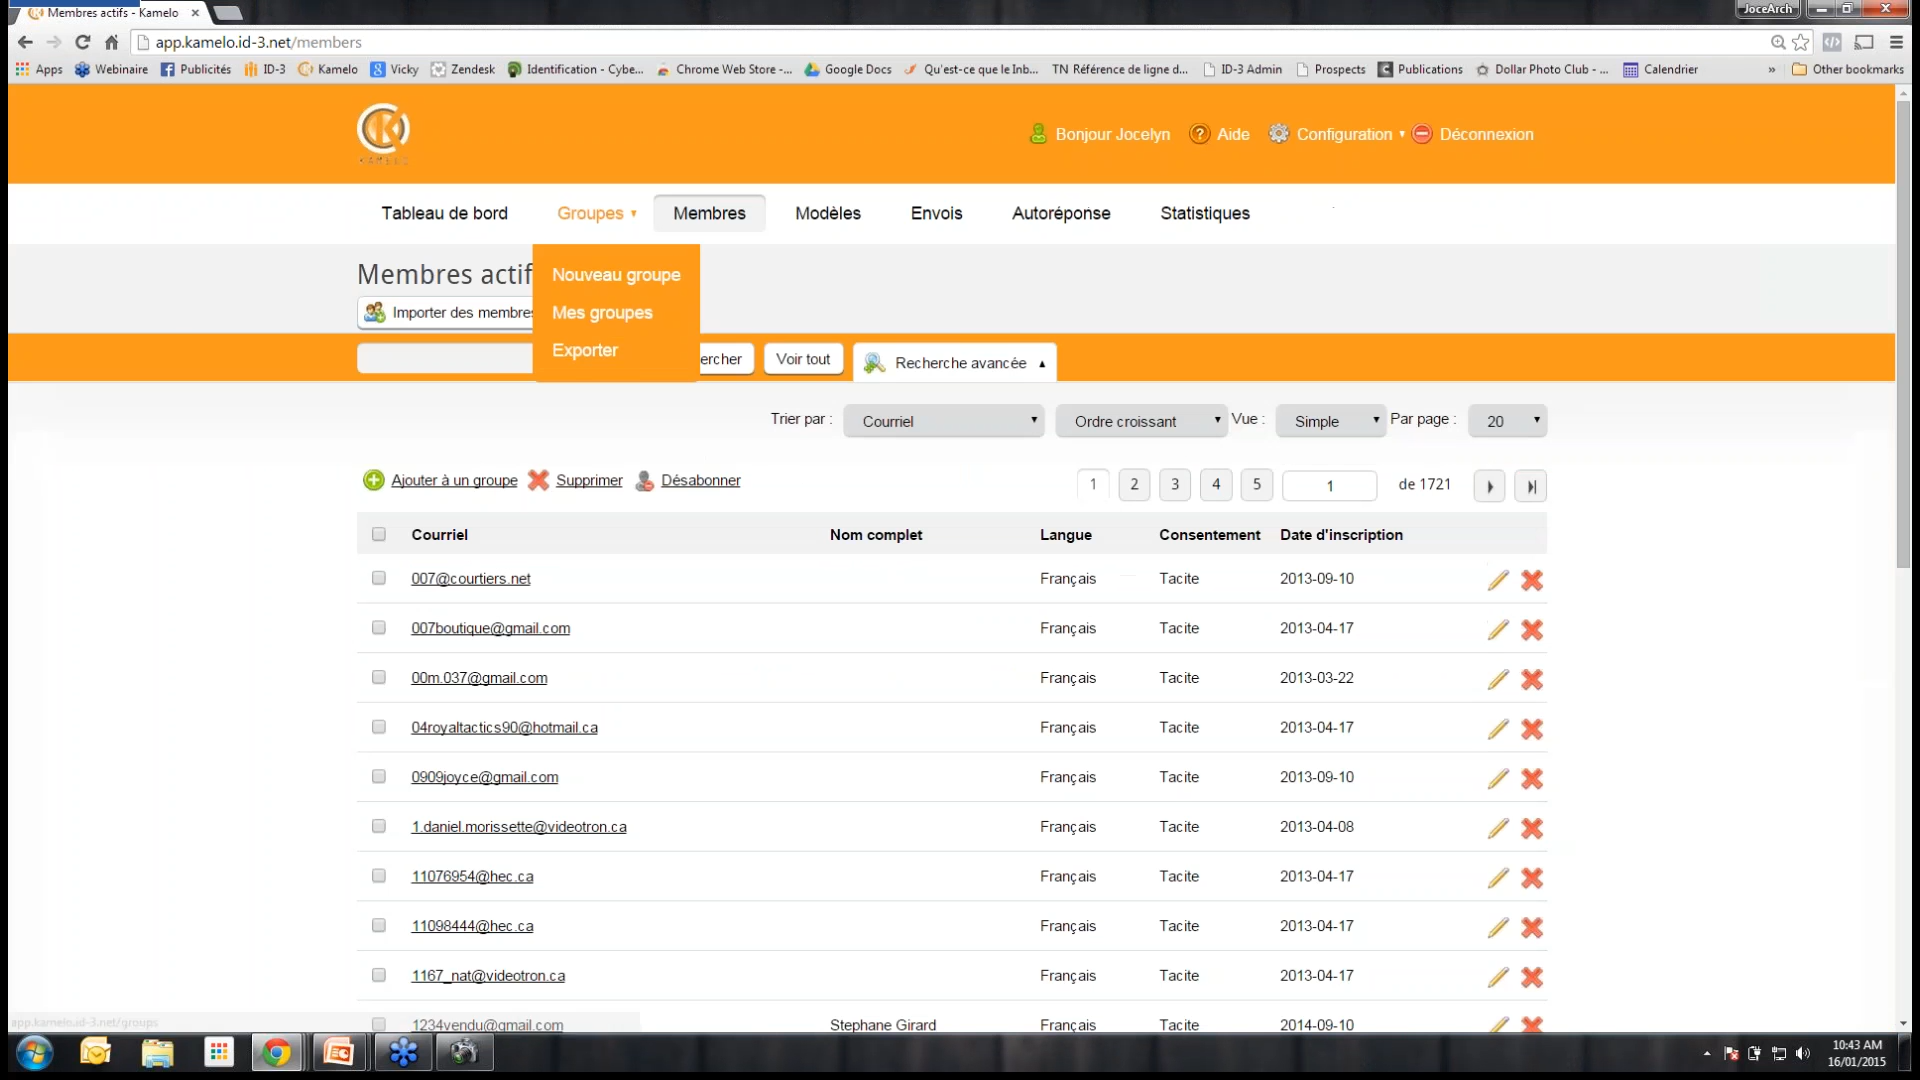 Membres actifs - Kamelo
JoceArch
app.kamelo.id-3.net/members
Apps Webinaire Publicités ID-3 Kamelo Vicky Zendesk Identification - Cybe... Chrome Web Store -... Google Docs Qu'est-ce que le Inb... TN Référence de ligne d... ID-3 Admin Prospects Publications Dollar Photo Club - ... Calendrier » Other bookmarks
KAMELO
Bonjour Jocelyn Aide Configuration Déconnexion
Tableau de bord Groupes Membres Modèles Envois Autoréponse Statistiques
Membres actif
Nouveau groupe
Importer des membres
Mes groupes
Exporter
ercher Voir tout Recherche avancée
Trier par : Courriel Ordre croissant Vue : Simple Par page : 20
Ajouter à un groupe Supprimer Désabonner 1 2 3 4 5 1 de 1721
Courriel Nom complet Langue Consentement Date d'inscription
007@courtiers.net Français Tacite 2013-09-10
007boutique@gmail.com Français Tacite 2013-04-17
00m.037@gmail.com Français Tacite 2013-03-22
04royaltactics90@hotmail.ca Français Tacite 2013-04-17
0909joyce@gmail.com Français Tacite 2013-09-10
1.daniel.morissette@videotron.ca Français Tacite 2013-04-08
11076954@hec.ca Français Tacite 2013-04-17
11098444@hec.ca Français Tacite 2013-04-17
1167_nat@videotron.ca Français Tacite 2013-04-17
1234vendu@gmail.com Stephane Girard Français Tacite 2014-09-10
app.kamelo.id-3.net/groups
10:43 AM
16/01/2015